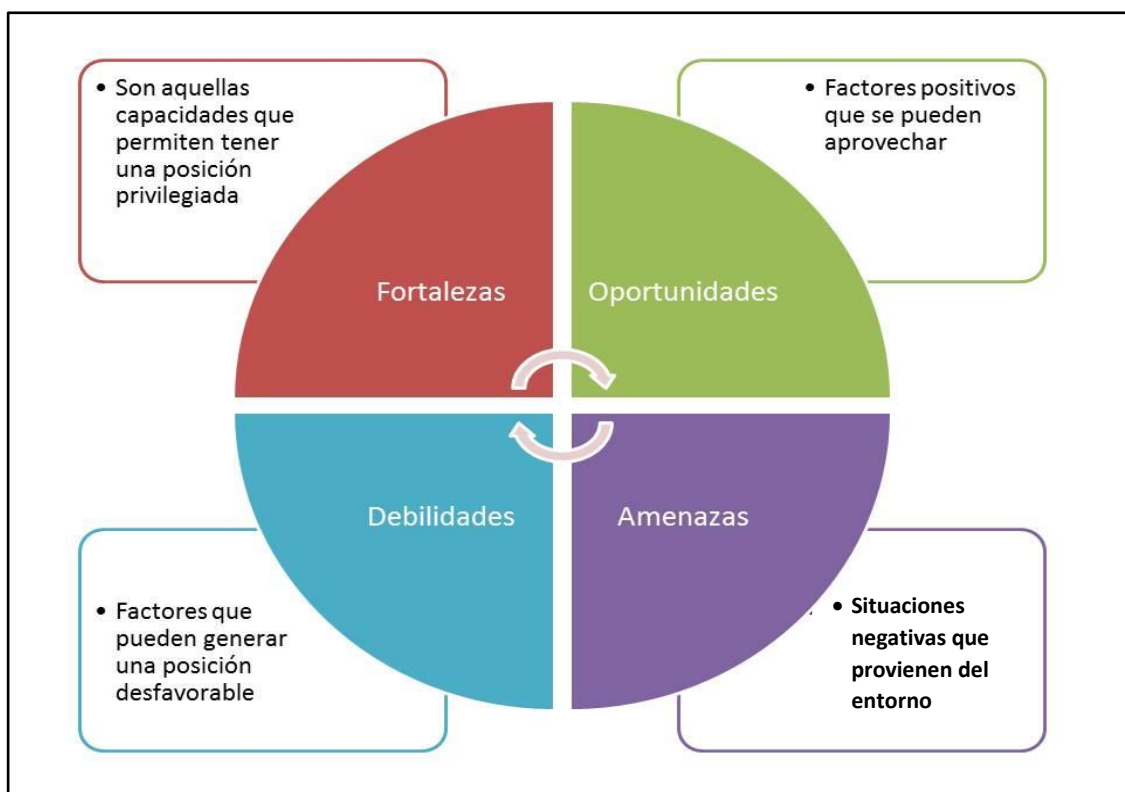 • Son aquellas
capacidades que
permiten tener
una posición
privilegiada
• Factores positivos
que se pueden
aprovechar
Fortalezas
Oportunidades
Debilidades
Amenazas
• Factores que
pueden generar
una posición
desfavorable
• Situaciones
negativas que
provienen del
entorno